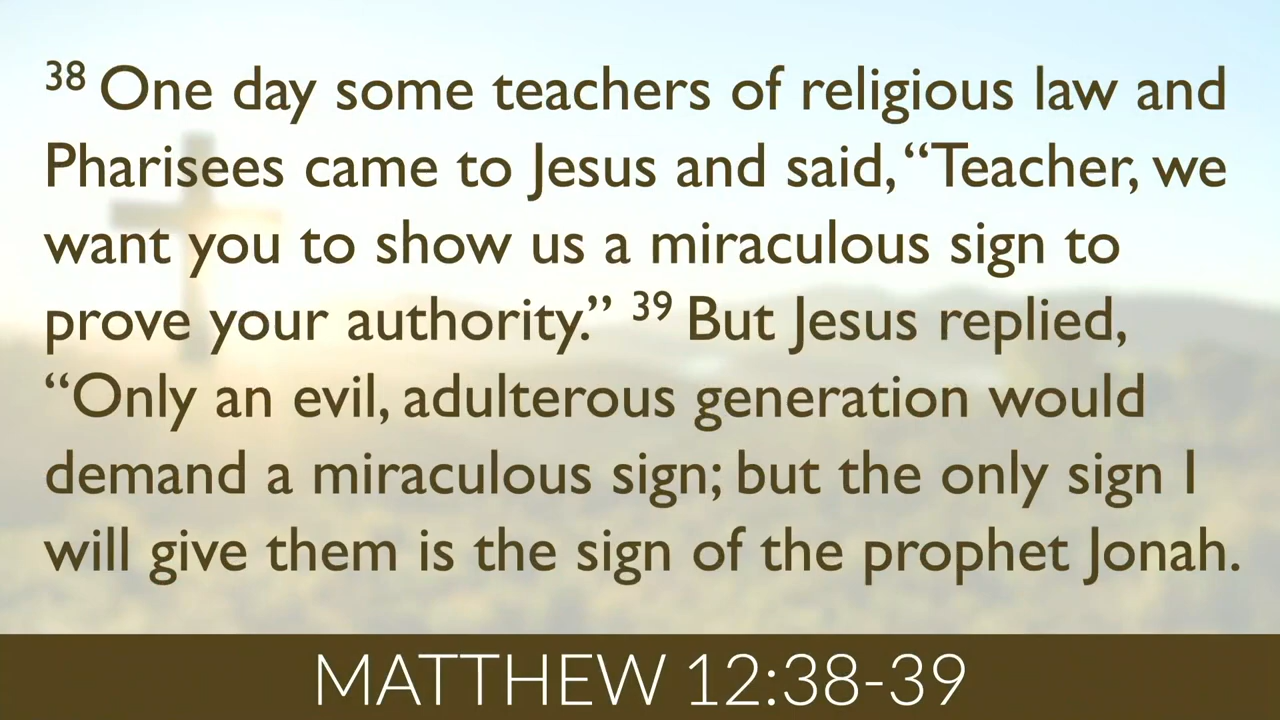 38 One day some teachers of religious law and
Pharisees came to Jesus and said, “Teacher, we
want you to show us a miraculous sign to
prove your authority.” 39 But Jesus replied,
“Only an evil, adulterous generation would
demand a miraculous sign; but the only sign I
will give them is the sign of the prophet Jonah.
MATTHEW 12:38-39